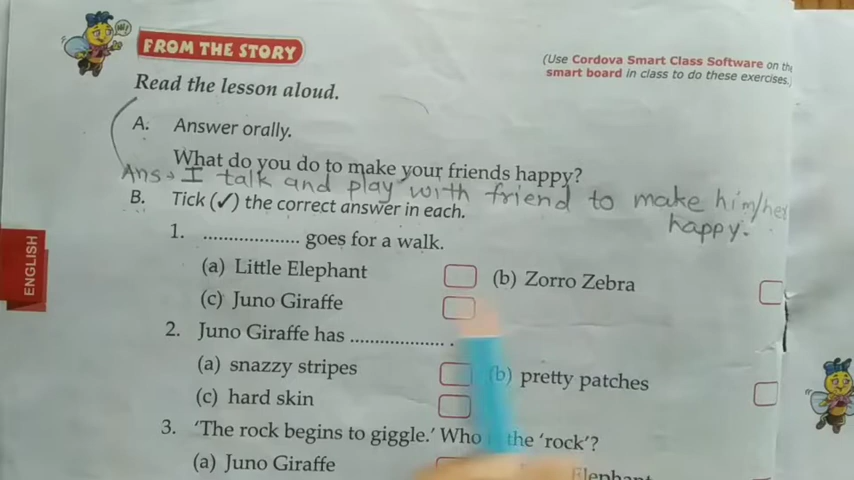 Hi!
FROM THE STORY
(Use Cordova Smart Class Software on the
smart board in class to do these exercises.)
Read the lesson aloud.
A. Answer orally.
What do you do to make your friends happy?
Ans → I talk and play with friend to make him/her
happy.
B. Tick (✓) the correct answer in each.
1. .................... goes for a walk.
(a) Little Elephant (b) Zorro Zebra
(c) Juno Giraffe
2. Juno Giraffe has ................... .
(a) snazzy stripes (b) pretty patches
(c) hard skin
3. 'The rock begins to giggle.' Who the 'rock'?
(a) Juno Giraffe Elephant
ENGLISH